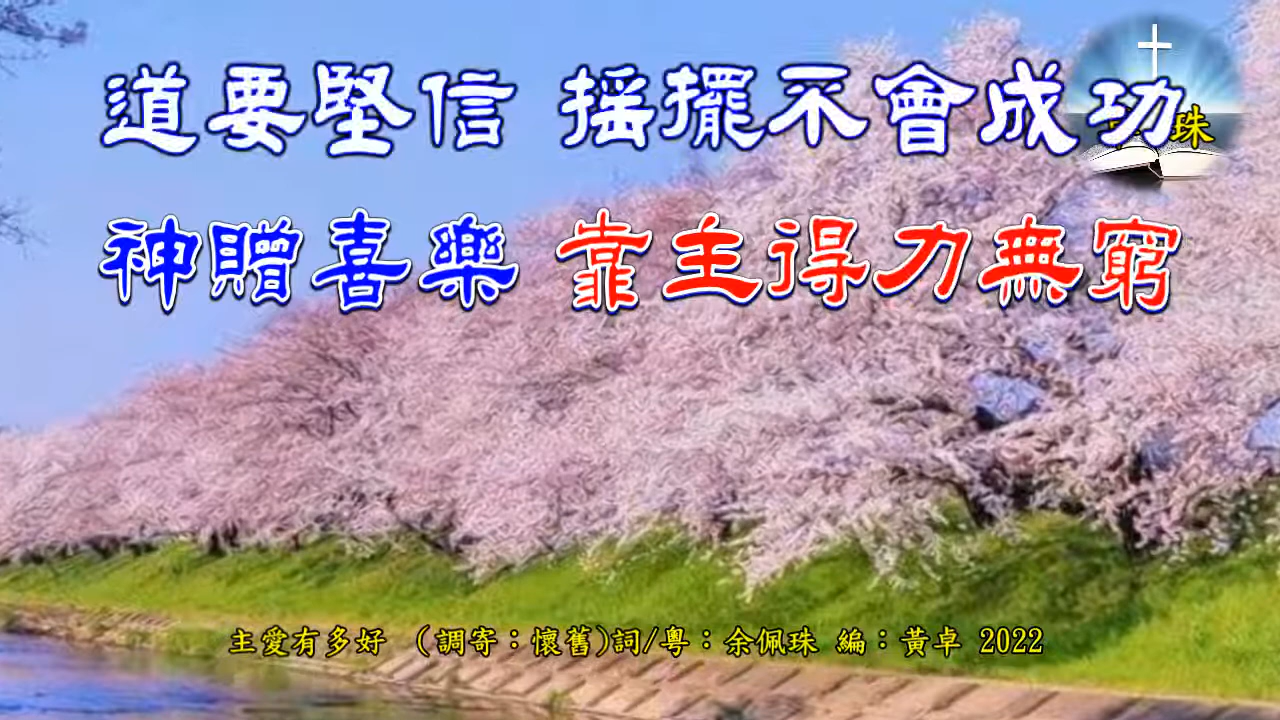 道要堅信 搖擺不會成功
珠
神贈喜樂 靠主得力無窮
主愛有多好 (調寄:懷舊)詞/粵:余佩珠 編:黃卓 2022